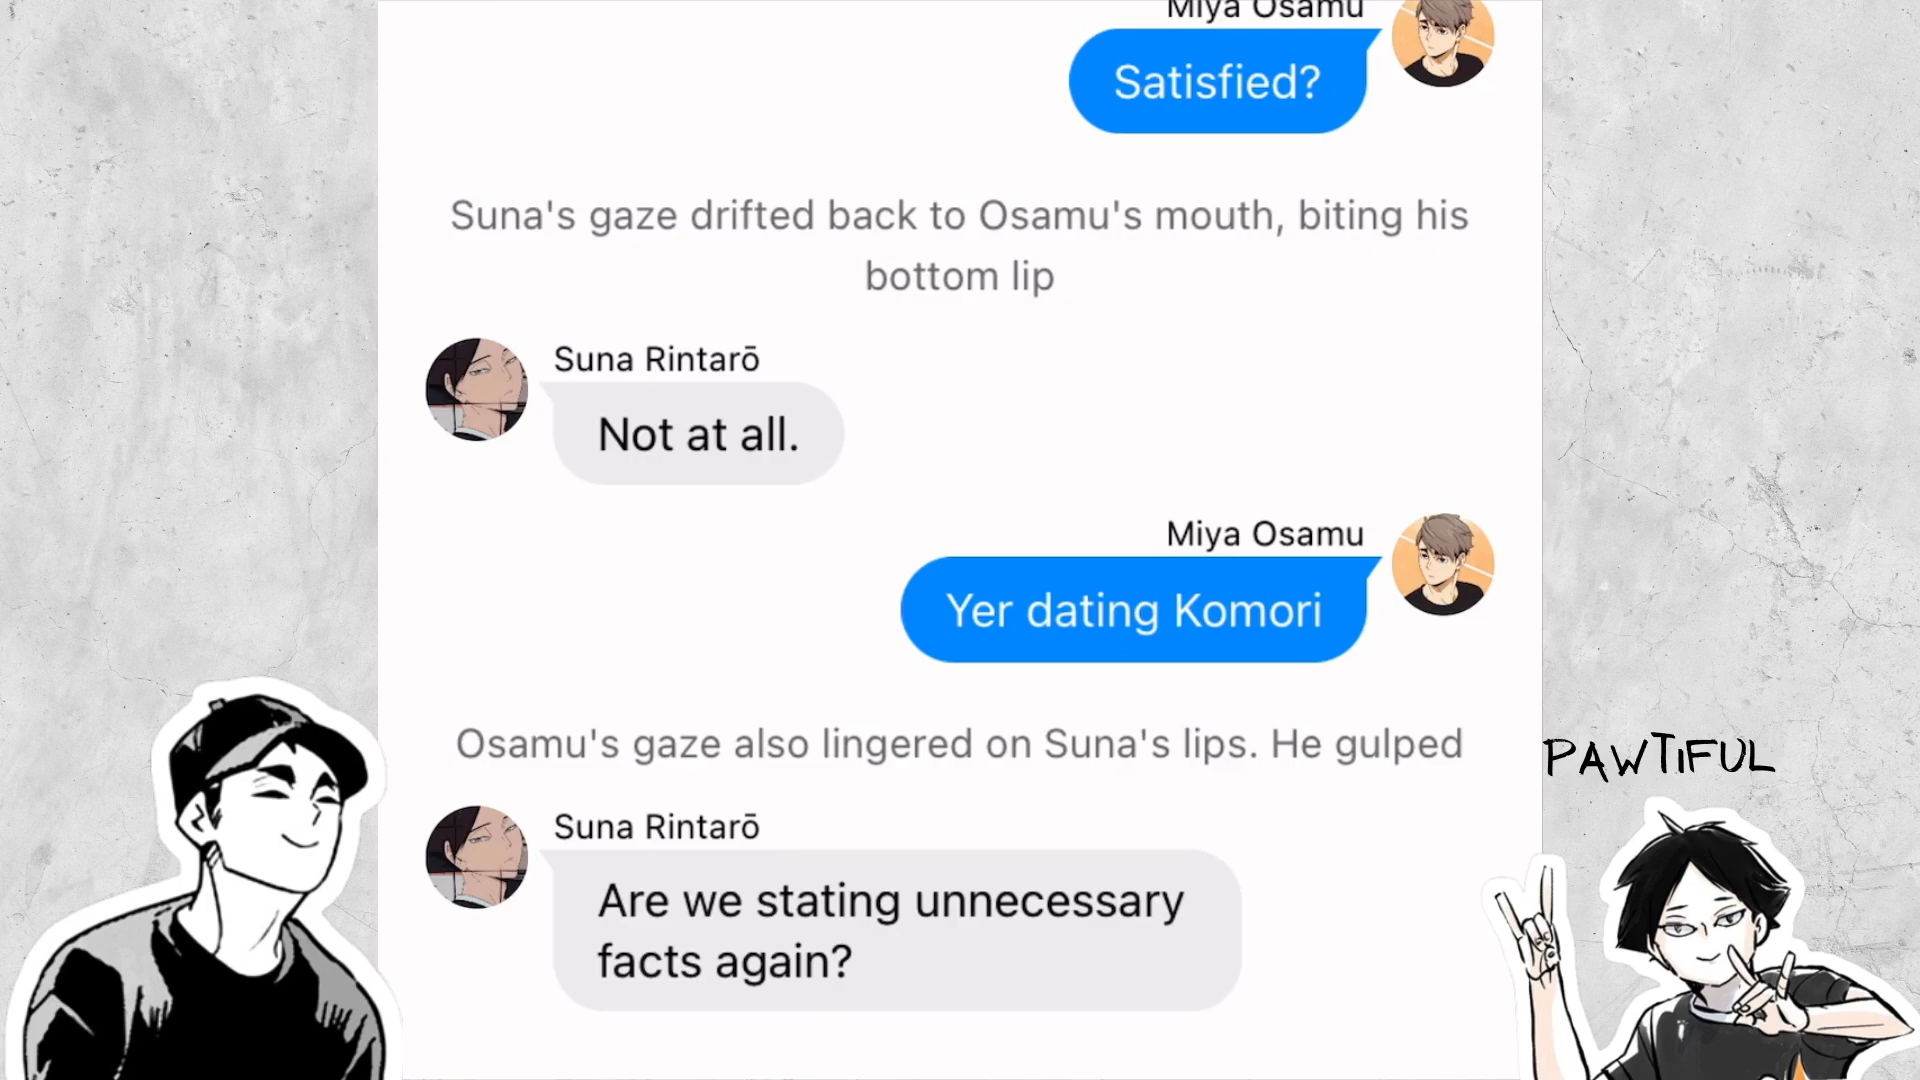 Miya Osamu
Satisfied?
Suna's gaze drifted back to Osamu's mouth, biting his
bottom lip
Suna Rintarō
Not at all.
Miya Osamu
Yer dating Komori
Osamu's gaze also lingered on Suna's lips. He gulped
PAWTIFUL
Suna Rintarō
Are we stating unnecessary
facts again?